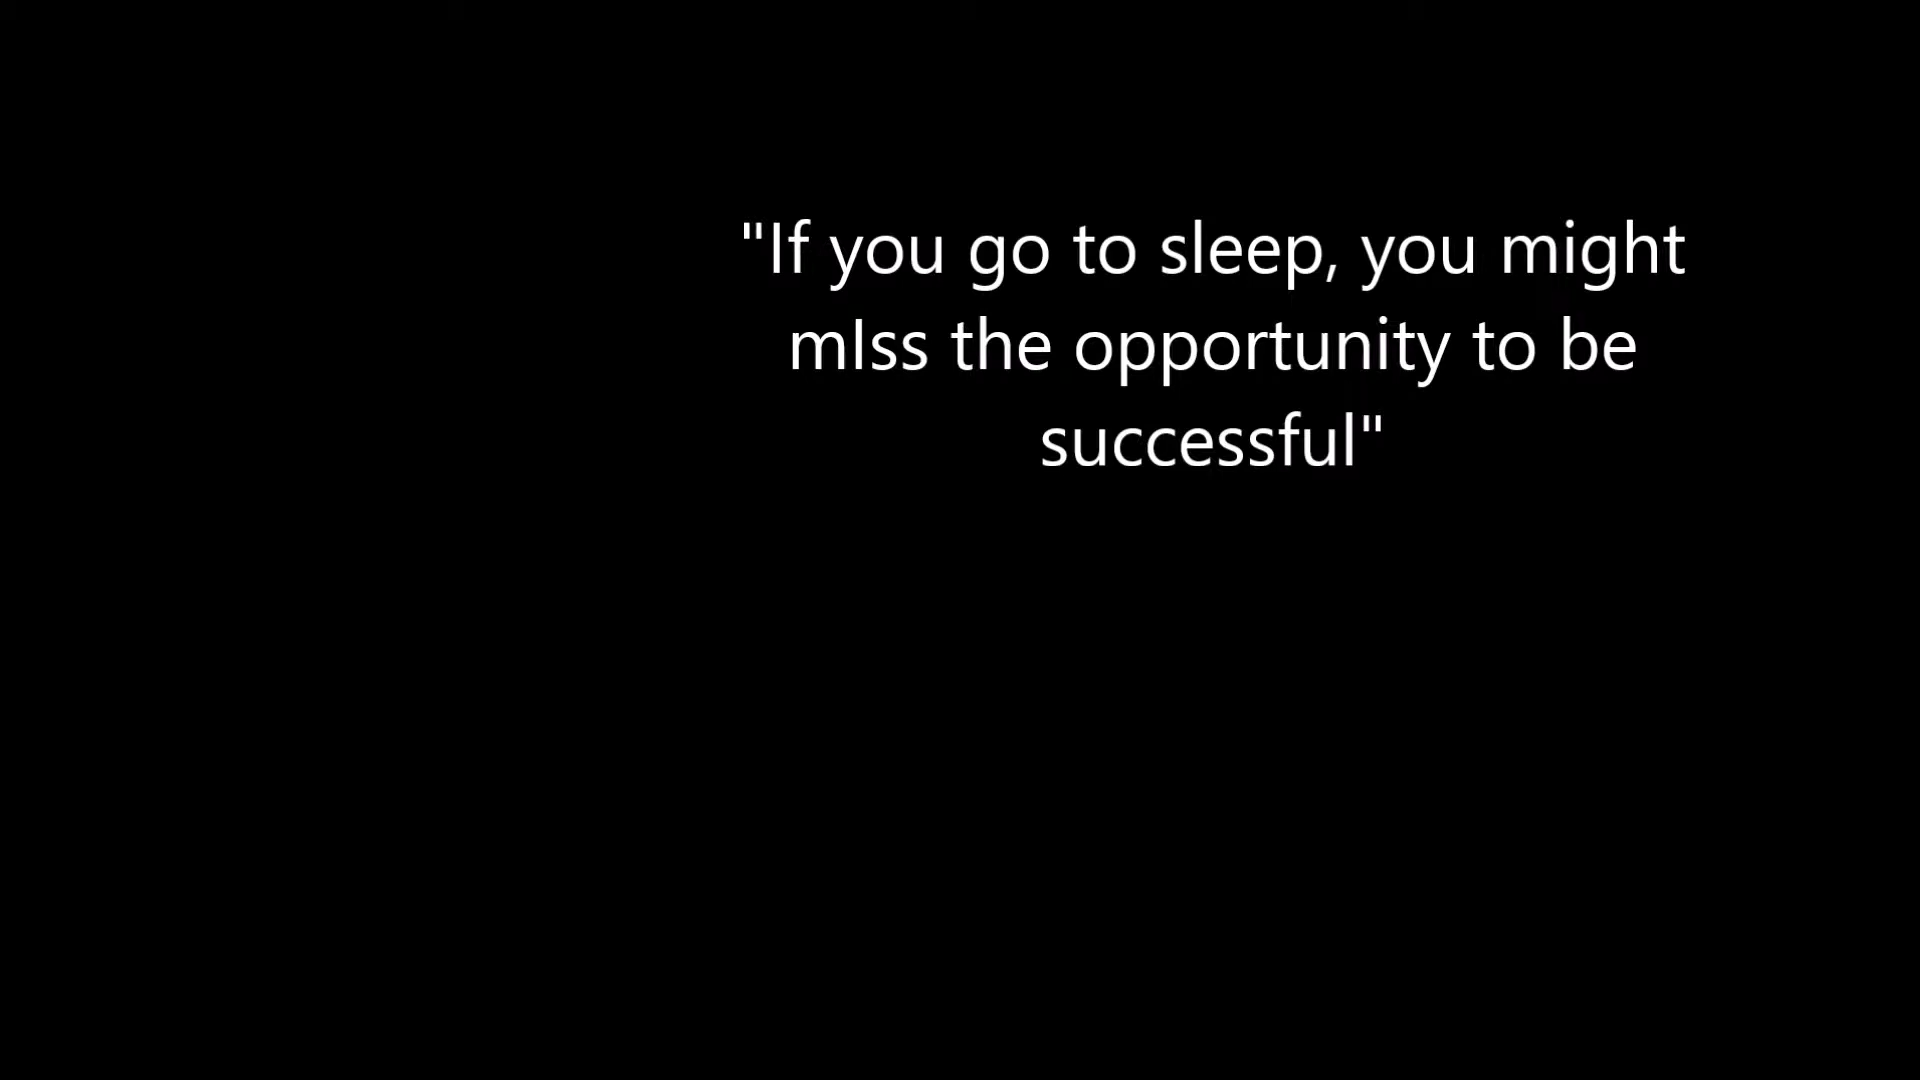 "If you go to sleep, you might
mIss the opportunity to be
successful"